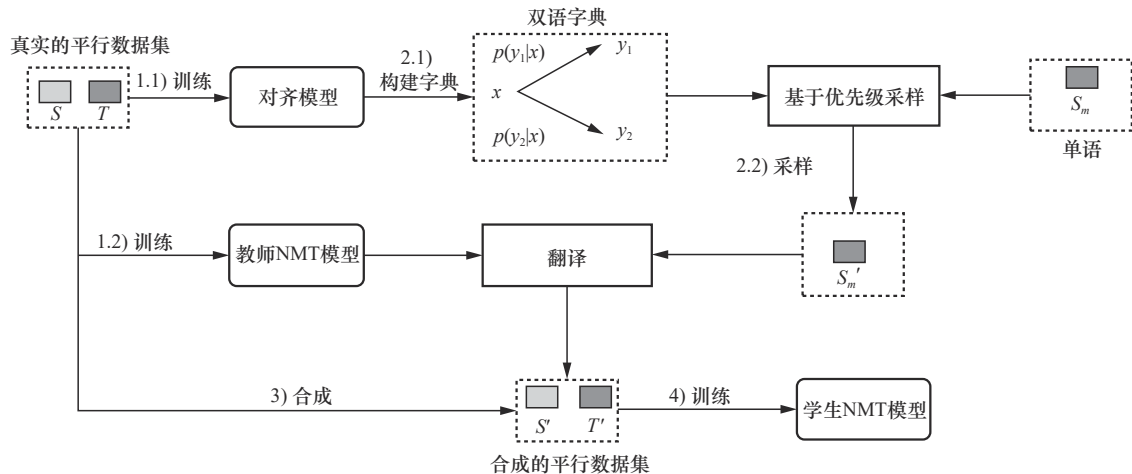 双语字典
真实的平行数据集
S T
1.1) 训练
对齐模型
2.1)
构建字典
p(y₁|x) y₁
x
p(y₂|x) y₂
基于优先级采样
Sₘ
单语
2.2) 采样
1.2) 训练
教师NMT模型
翻译
Sₘ′
3) 合成
S′ T′
4) 训练
学生NMT模型
合成的平行数据集